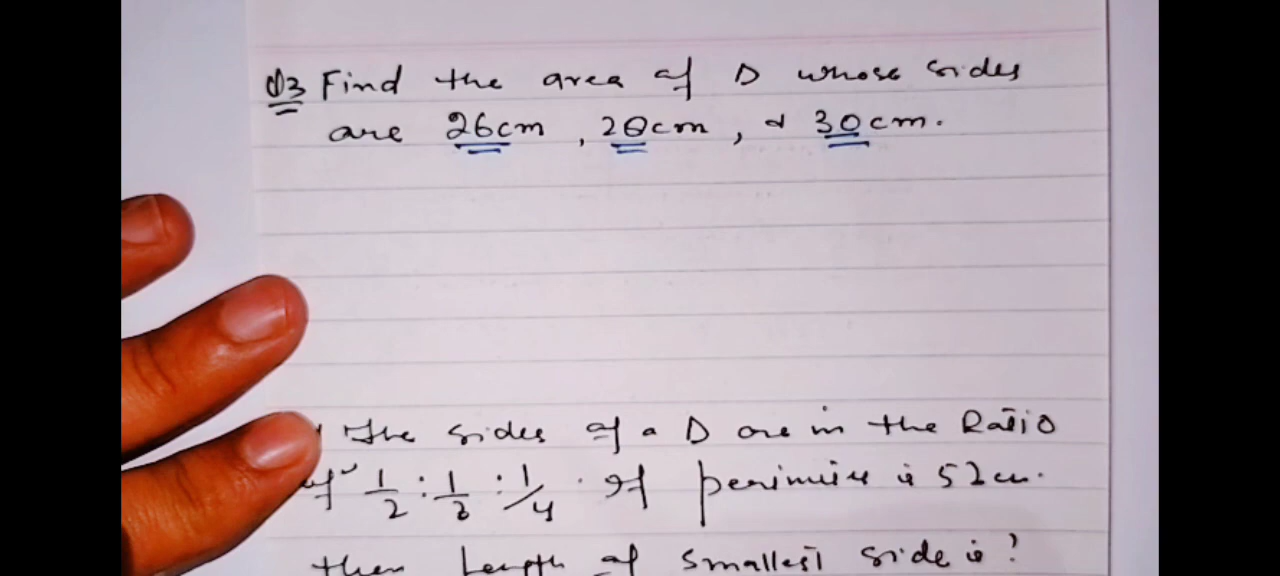 Q3 Find the area of Δ whose sides
are 26cm, 28cm, & 30cm.
The sides of a Δ are in the Ratio
of 1/2 : 1/3 : 1/4 . If perimeter is 52cm.
then Length of smallest side is?